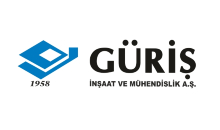 GÜRİŞ
1958
İNŞAAT VE MÜHENDİSLİK A.Ş.